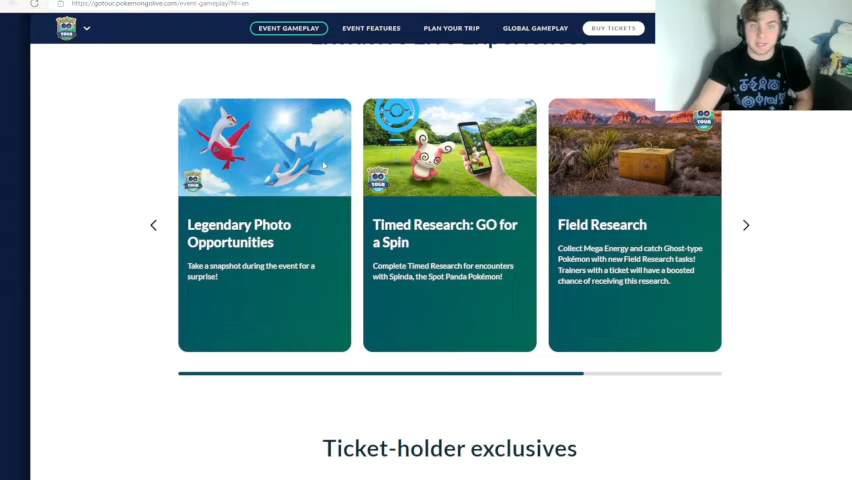 https://gotour.pokemongolive.com/event-gameplay/?hl=en
EVENT GAMEPLAY
EVENT FEATURES
PLAN YOUR TRIP
GLOBAL GAMEPLAY
BUY TICKETS
Legendary Photo
Opportunities
Take a snapshot during the event for a
surprise!
Timed Research: GO for
a Spin
Complete Timed Research for encounters
with Spinda, the Spot Panda Pokémon!
Field Research
Collect Mega Energy and catch Ghost-type
Pokémon with new Field Research tasks!
Trainers with a ticket will have a boosted
chance of receiving this research.
Ticket-holder exclusives